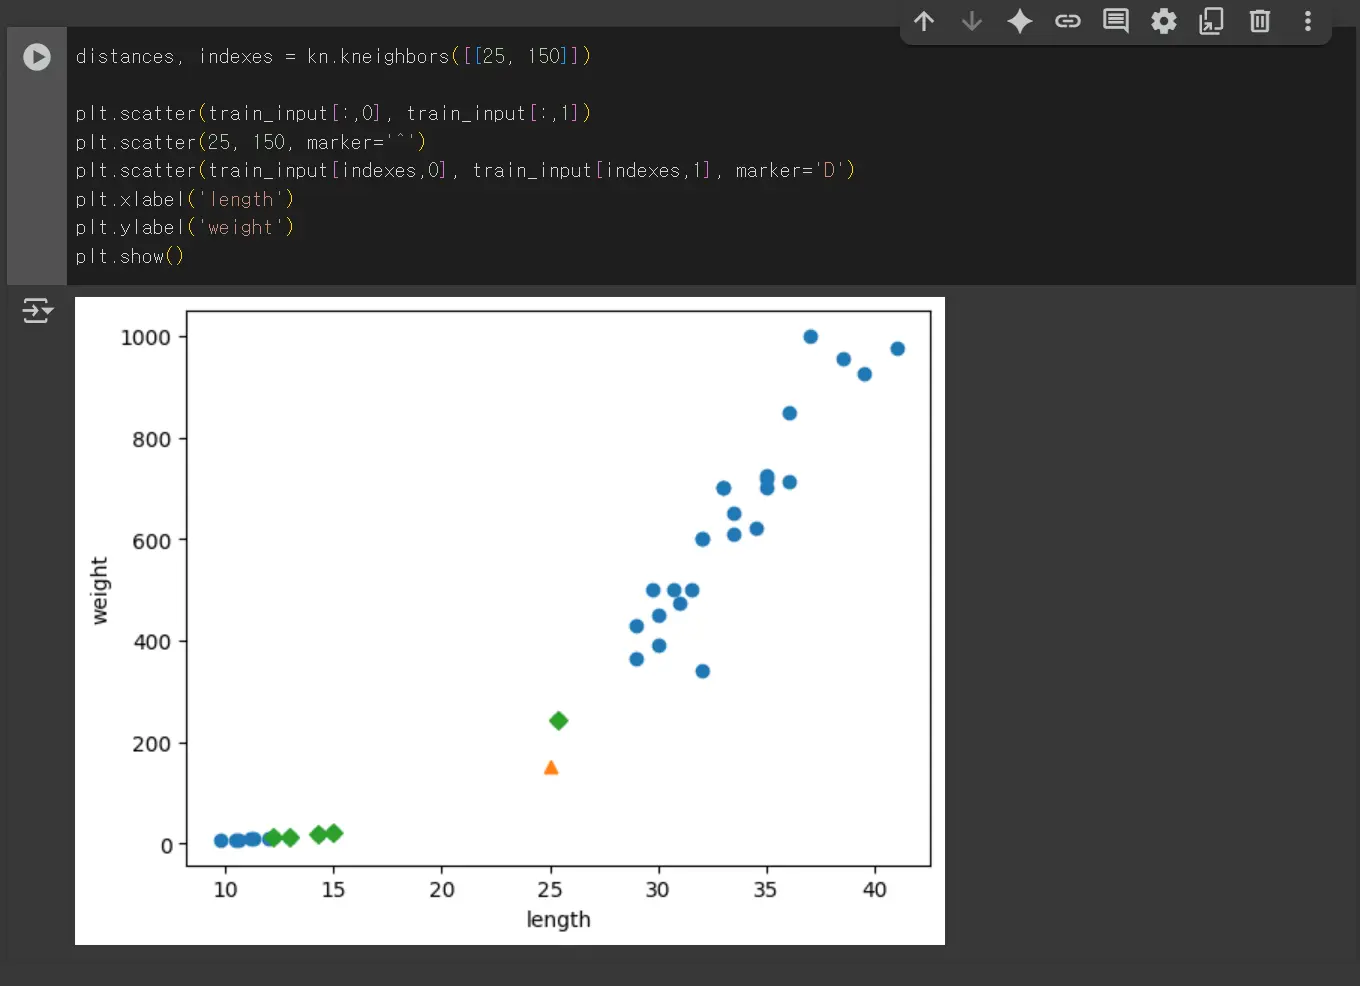 distances, indexes = kn.kneighbors([[25, 150]])
plt.scatter(train_input[:,0], train_input[:,1])
plt.scatter(25, 150, marker='^')
plt.scatter(train_input[indexes,0], train_input[indexes,1], marker='D')
plt.xlabel('length')
plt.ylabel('weight')
plt.show()
1000
800
600
400
200
0
weight
10 15 20 25 30 35 40
length